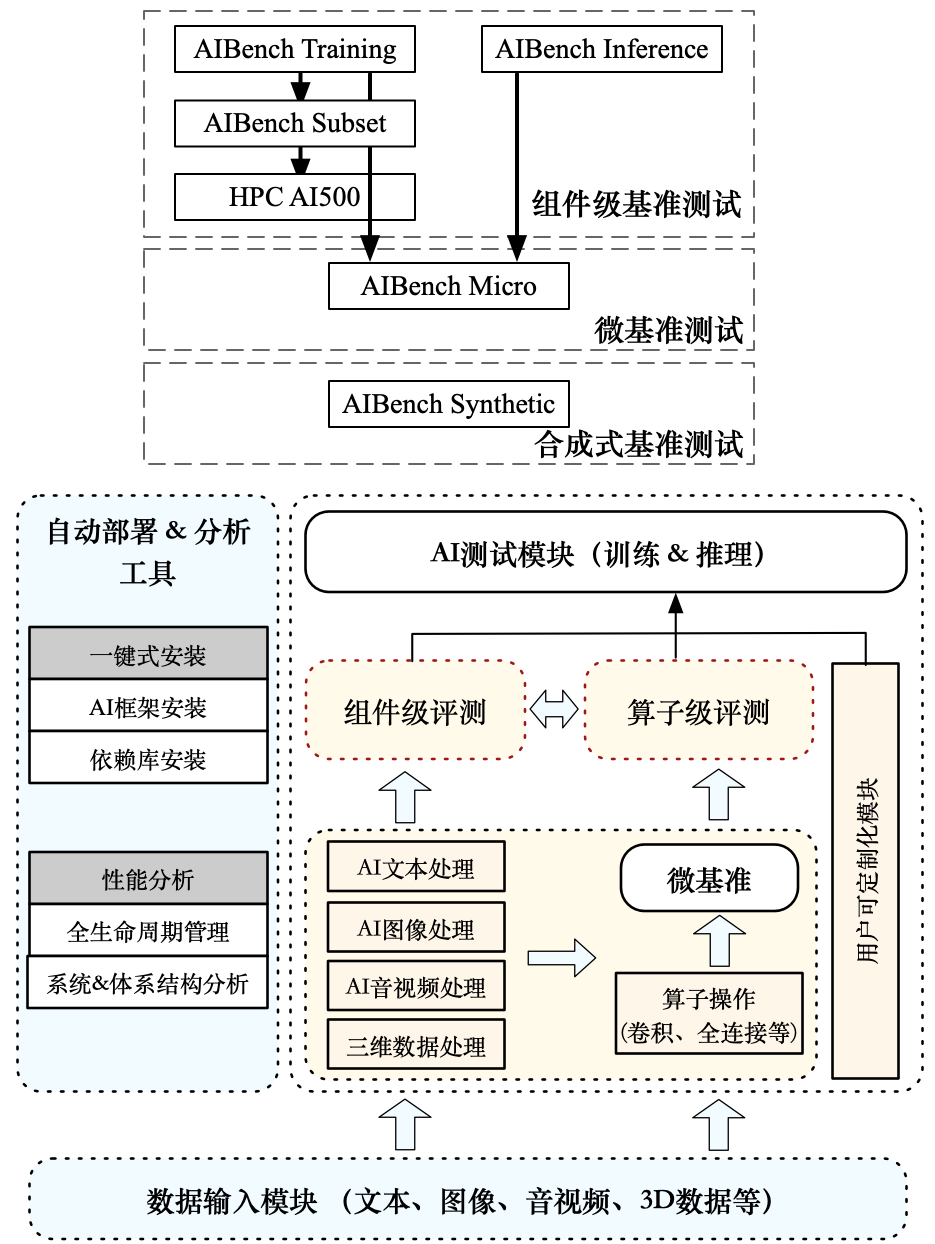 AIBench Training
AIBench Inference
AIBench Subset
HPC AI500
组件级基准测试
AIBench Micro
微基准测试
AIBench Synthetic
合成式基准测试
自动部署 & 分析
工具
一键式安装
AI框架安装
依赖库安装
性能分析
全生命周期管理
系统&体系结构分析
AI测试模块（训练 & 推理）
组件级评测
算子级评测
用户可定制化模块
AI文本处理
AI图像处理
AI音视频处理
三维数据处理
微基准
算子操作
(卷积、全连接等)
数据输入模块 （文本、图像、音视频、3D数据等）